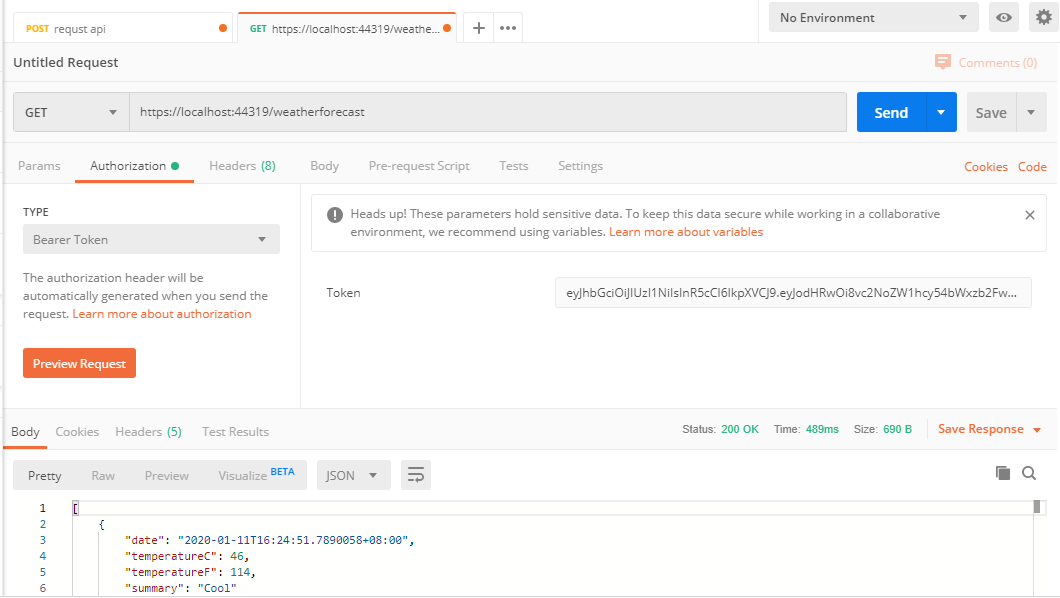 POST requst api
GET https://localhost:44319/weathe...
No Environment
Untitled Request
Comments (0)
GET
https://localhost:44319/weatherforecast
Send
Save
Params Authorization Headers (8) Body Pre-request Script Tests Settings
Cookies Code
TYPE
Bearer Token
The authorization header will be
automatically generated when you send the
request. Learn more about authorization
Preview Request
Heads up! These parameters hold sensitive data. To keep this data secure while working in a collaborative
environment, we recommend using variables. Learn more about variables
Token
eyJhbGciOiJIUzI1NiIsInR5cCI6IkpXVCJ9.eyJodHRwOi8vc2NoZW1hcy54bWxzb2Fw...
Body Cookies Headers (5) Test Results
Status: 200 OK Time: 489ms Size: 690 B
Save Response
Pretty Raw Preview Visualize BETA
JSON
1 [
2 {
3 "date": "2020-01-11T16:24:51.7890058+08:00",
4 "temperatureC": 46,
5 "temperatureF": 114,
6 "summary": "Cool"